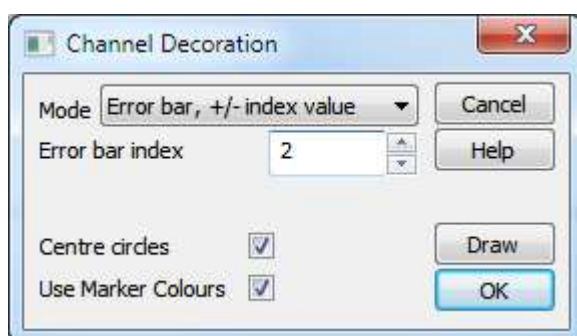 Channel Decoration
Mode Error bar, +/- index value Cancel
Error bar index 2 Help
Centre circles Draw
Use Marker Colours OK